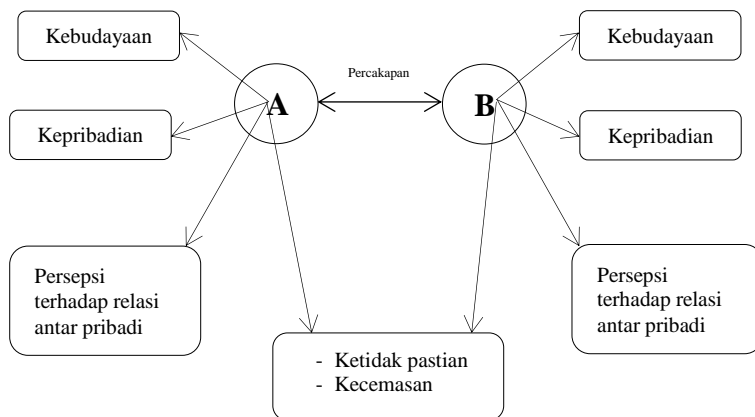 Kebudayaan
Kebudayaan
Percakapan
A
B
Kepribadian
Kepribadian
Persepsi
terhadap relasi
antar pribadi
Persepsi
terhadap relasi
antar pribadi
- Ketidak pastian
- Kecemasan